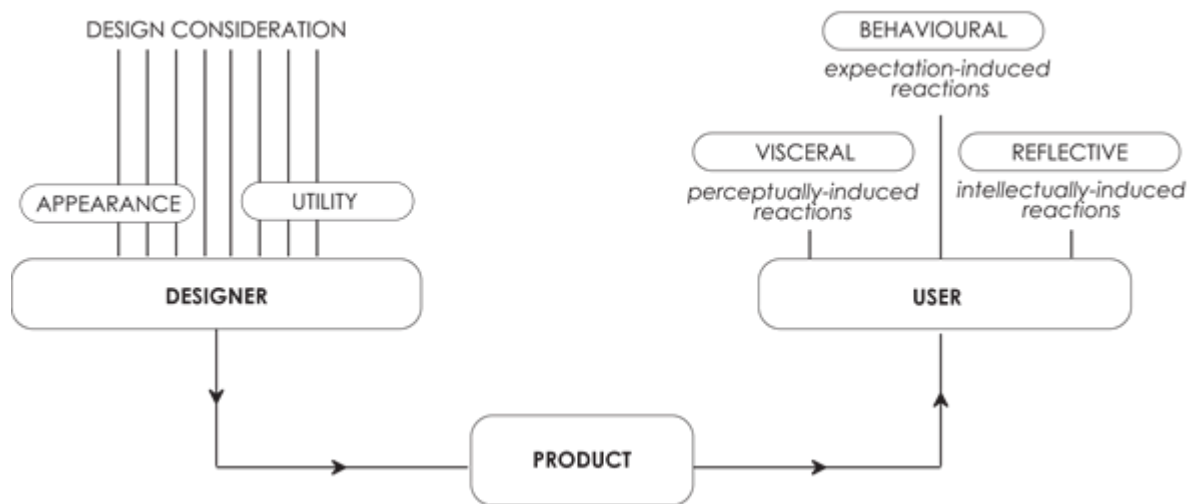 DESIGN CONSIDERATION
APPEARANCE
UTILITY
DESIGNER
PRODUCT
BEHAVIOURAL
expectation-induced
reactions
VISCERAL
perceptually-induced
reactions
REFLECTIVE
intellectually-induced
reactions
USER